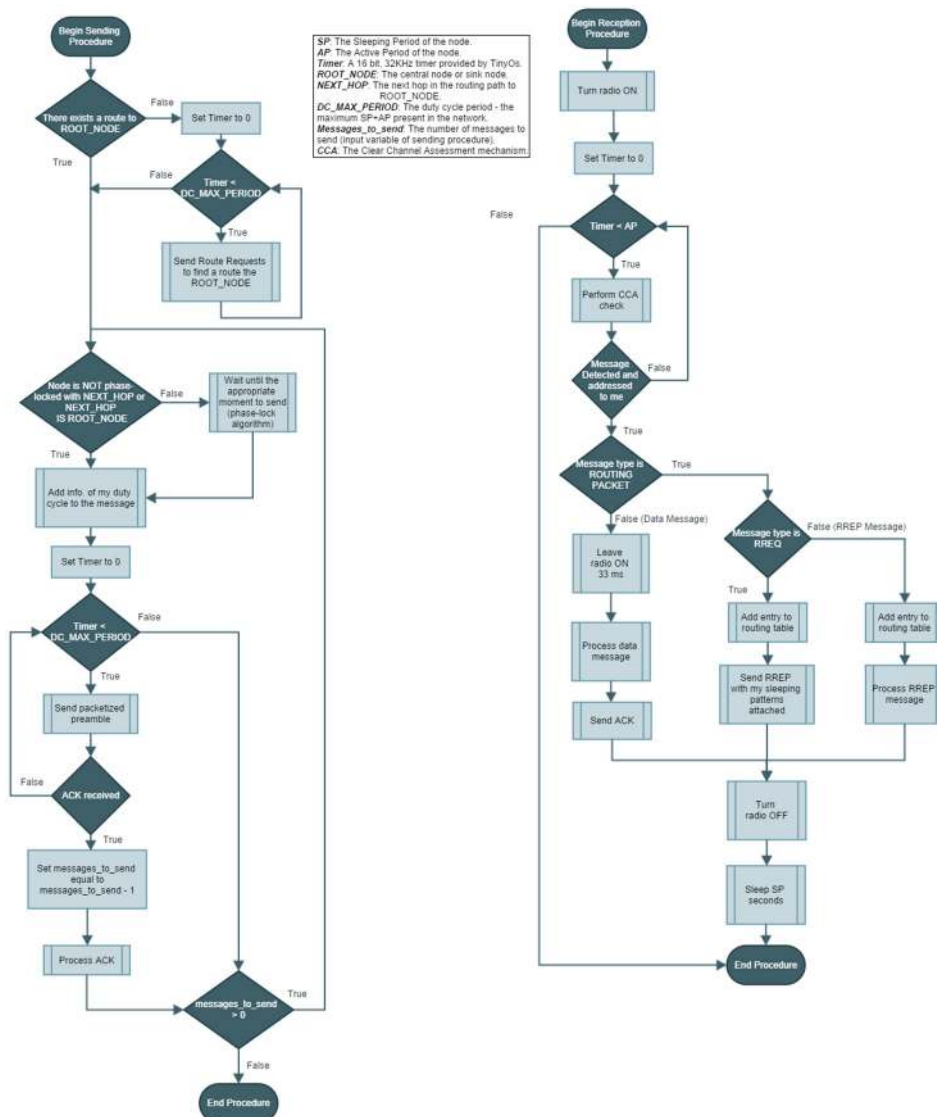 Begin Sending
Procedure
There exists a route to
ROOT_NODE
False
True
Set Timer to 0
False
Timer <
DC_MAX_PERIOD
True
Send Route Requests
to find a route the
ROOT_NODE
Node is NOT phase-
locked with NEXT_HOP or
NEXT_HOP
IS ROOT_NODE
False
True
Wait until the
appropriate
moment to send
(phase-lock
algorithm)
Add info. of my duty
cycle to the message
Set Timer to 0
Timer <
DC_MAX_PERIOD
False
True
Send packetized
preamble
False
ACK received
True
Set messages_to_send
equal to
messages_to_send - 1
Process ACK
messages_to_send
> 0
True
False
End Procedure
SP: The Sleeping Period of the node.
AP: The Active Period of the node.
Timer: A 16 bit, 32KHz timer provided by TinyOs.
ROOT_NODE: The central node or sink node.
NEXT_HOP: The next hop in the routing path to
ROOT_NODE.
DC_MAX_PERIOD: The duty cycle period - the
maximum SP+AP present in the network.
Messages_to_send: The number of messages to
send (input variable of sending procedure).
CCA: The Clear Channel Assessment mechanism.
Begin Reception
Procedure
Turn radio ON
Set Timer to 0
False
Timer < AP
True
Perform CCA
check
Message
Detected and
addressed
to me
False
True
Message type is
ROUTING
PACKET
True
False (Data Message)
Leave
radio ON
33 ms
Process data
message
Send ACK
Message type is
RREQ
False (RREP Message)
True
Add entry to
routing table
Send RREP
with my sleeping
patterns
attached
Add entry to
routing table
Process RREP
message
Turn
radio OFF
Sleep SP
seconds
End Procedure